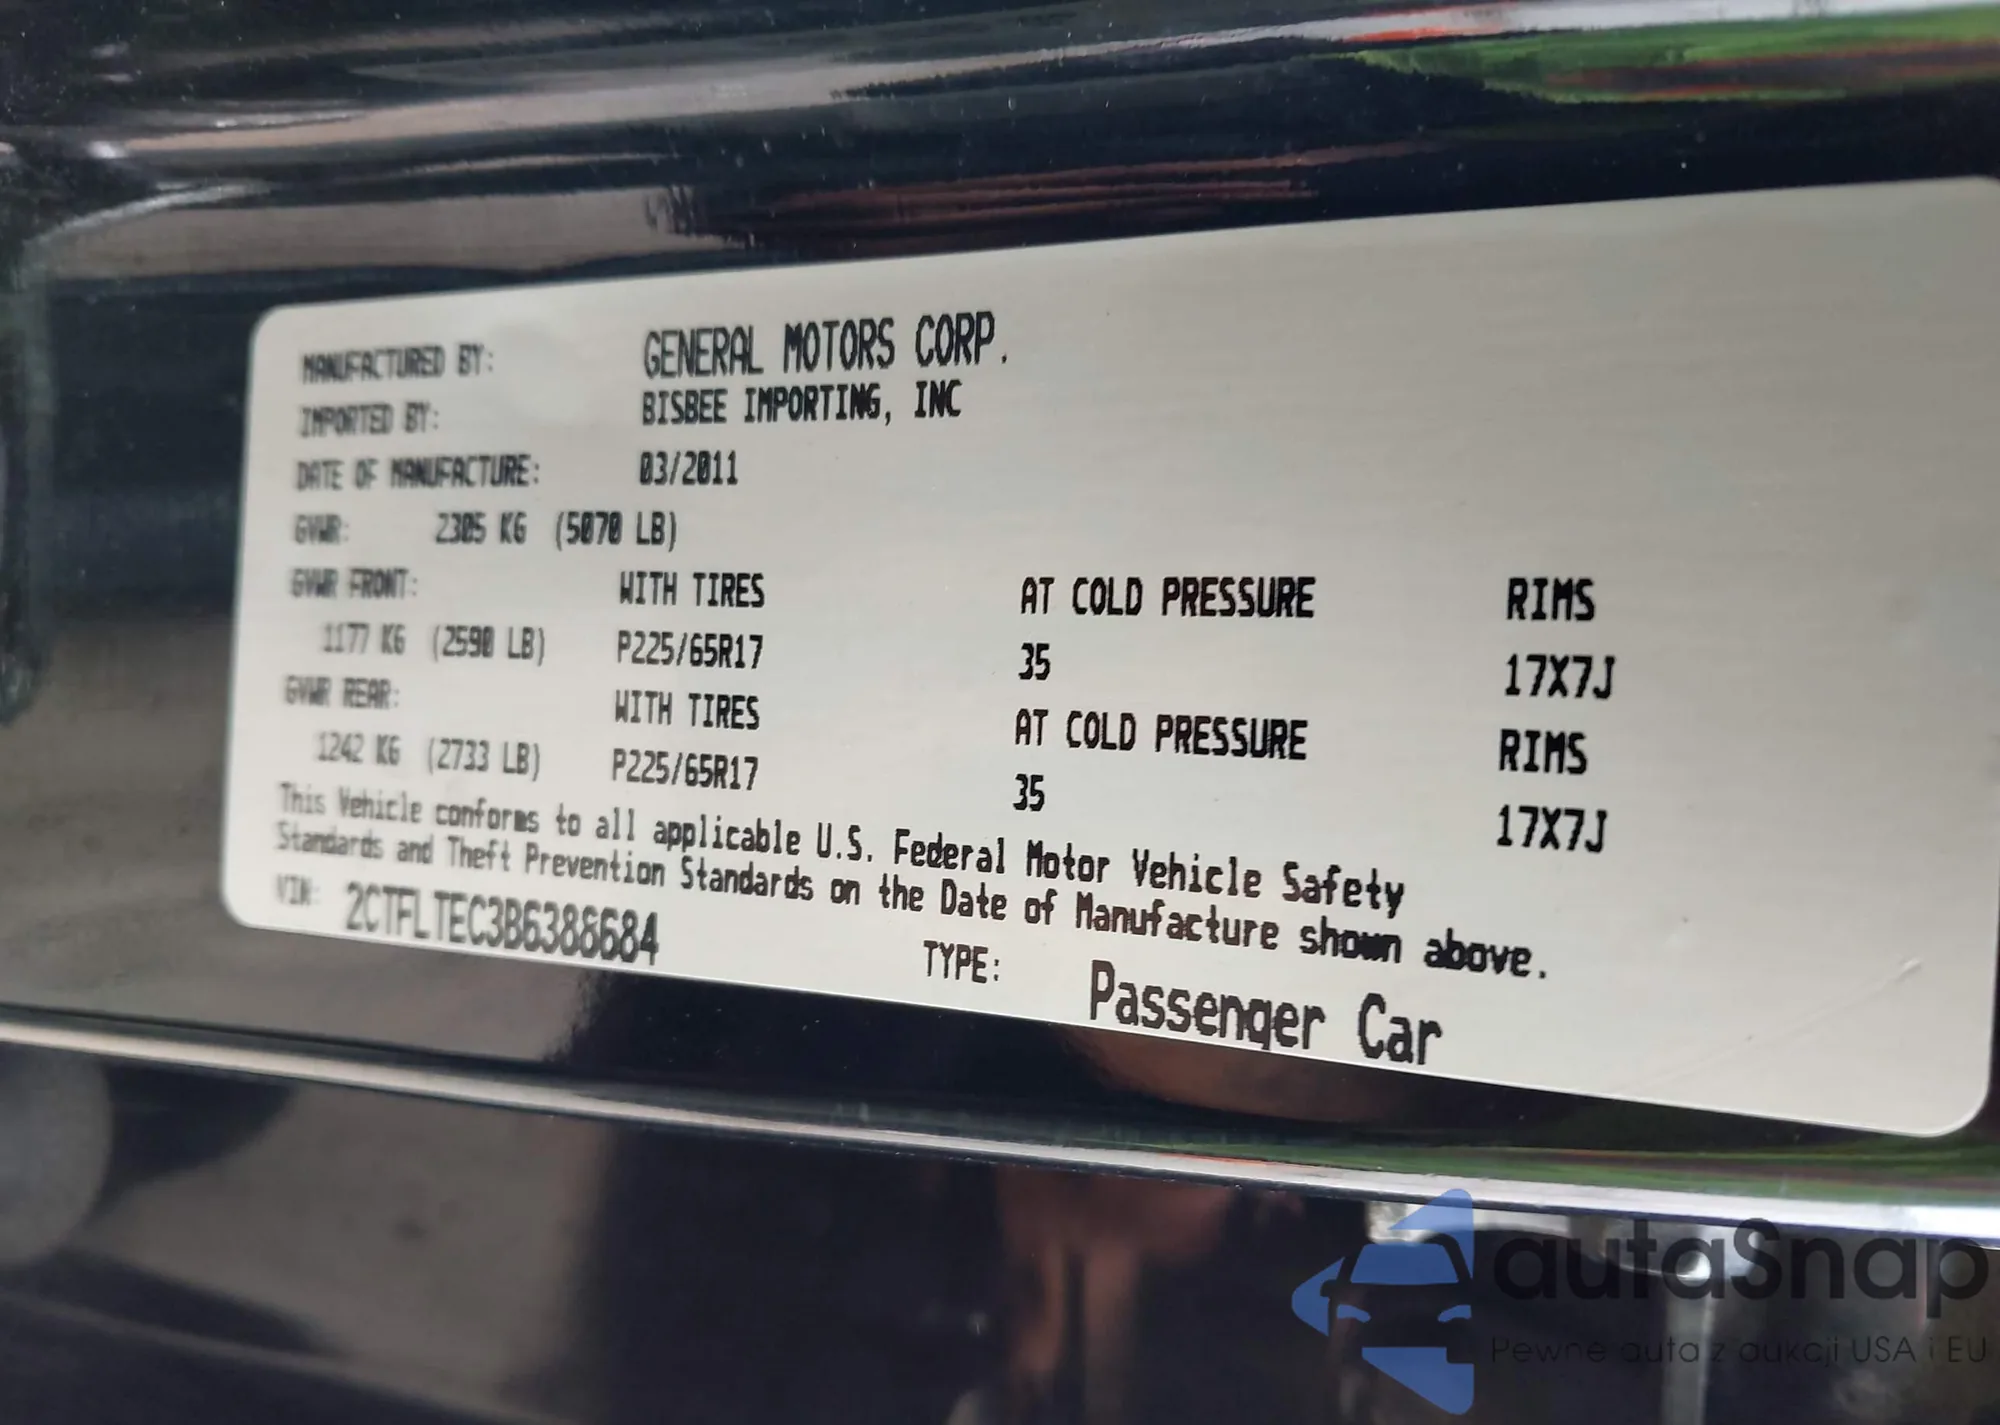 MANUFACTURED BY: GENERAL MOTORS CORP.
IMPORTED BY: BISBEE IMPORTING, INC
DATE OF MANUFACTURE: 03/2011
GVWR: 2305 KG (5070 LB)
GVWR FRONT: WITH TIRES AT COLD PRESSURE RIMS
1177 KG (2590 LB) P225/65R17 35 17X7J
GVWR REAR: WITH TIRES AT COLD PRESSURE RIMS
1242 KG (2733 LB) P225/65R17 35 17X7J
This Vehicle conforms to all applicable U.S. Federal Motor Vehicle Safety
Standards and Theft Prevention Standards on the Date of Manufacture shown above.
VIN: 2CTFLTEC3B6388684 TYPE: Passenger Car
autaSnap
Pewne auta z aukcji USA i EU